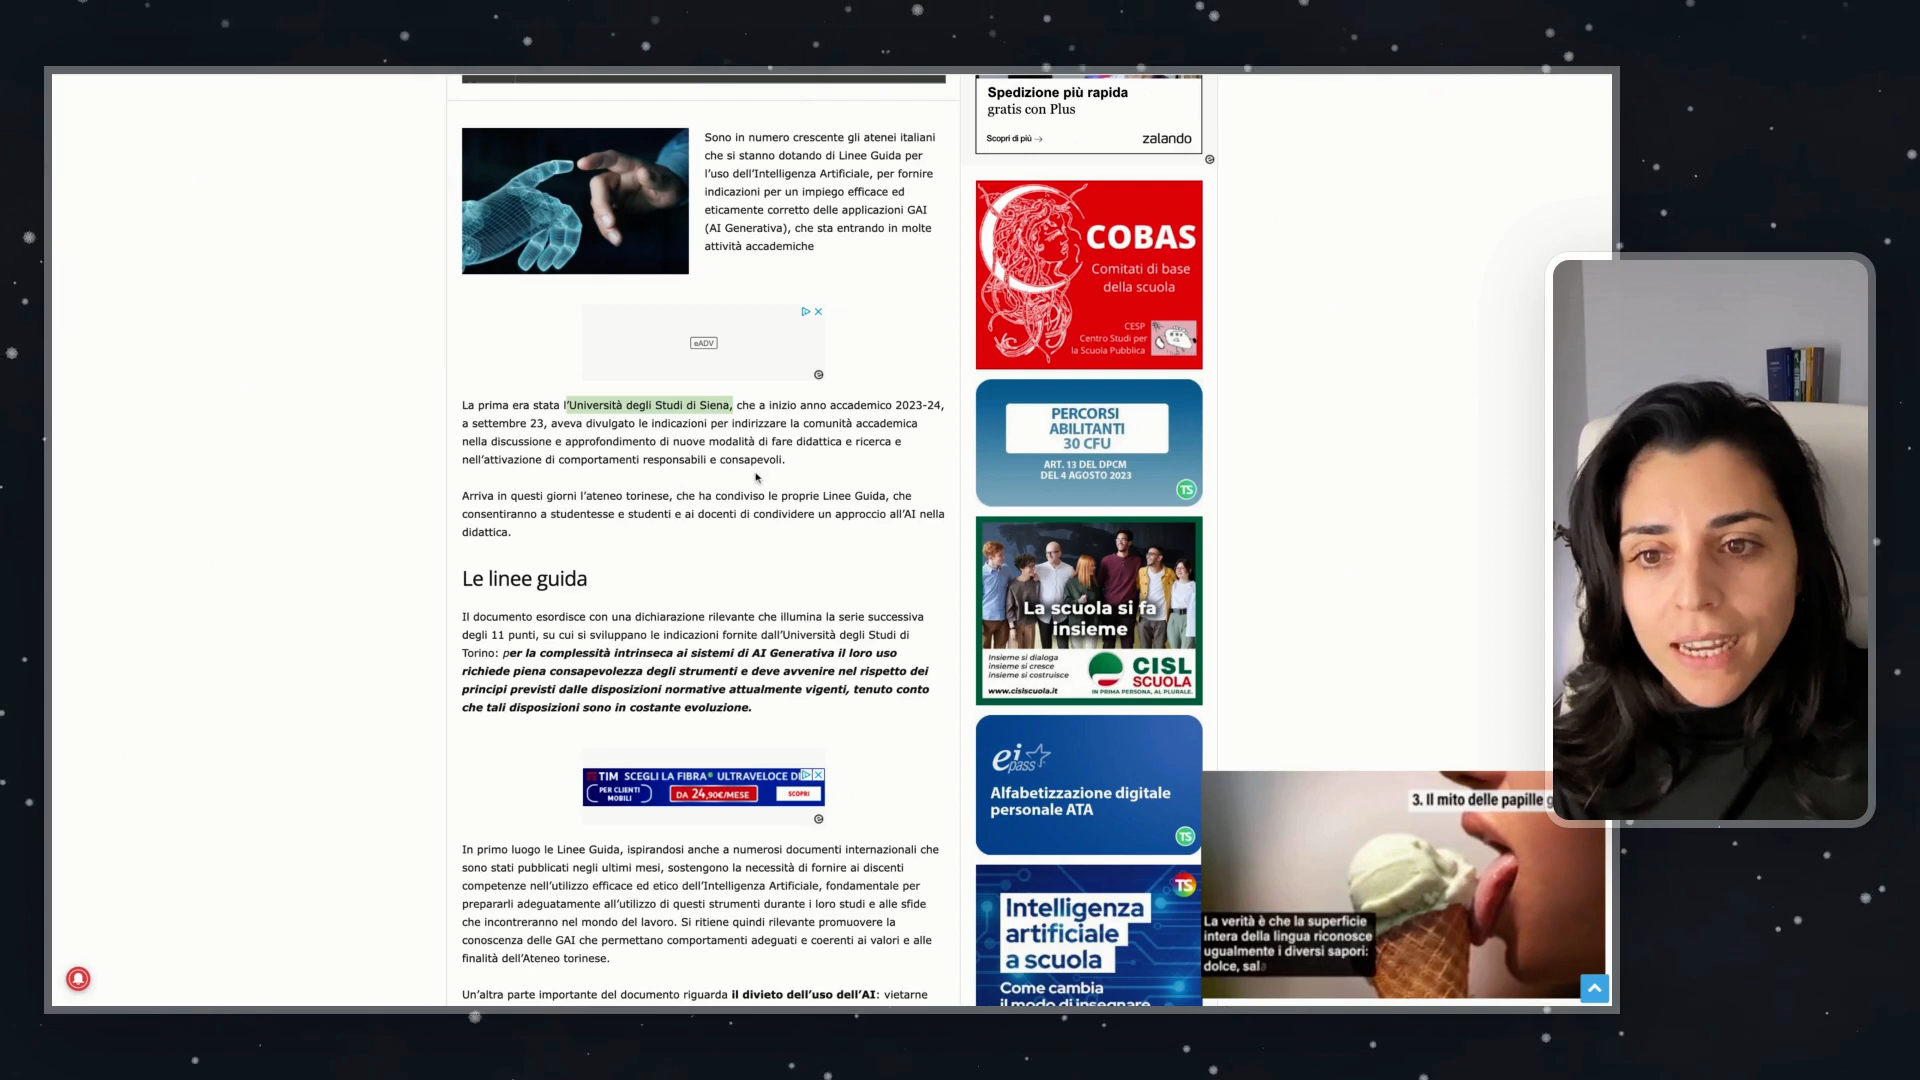 Spedizione più rapida
gratis con Plus
Scopri di più →
zalando
Sono in numero crescente gli atenei italiani
che si stanno dotando di Linee Guida per
l'uso dell'Intelligenza Artificiale, per fornire
indicazioni per un impiego efficace ed
eticamente corretto delle applicazioni GAI
(AI Generativa), che sta entrando in molte
attività accademiche
eADV
La prima era stata l'Università degli Studi di Siena, che a inizio anno accademico 2023-24,
a settembre 23, aveva divulgato le indicazioni per indirizzare la comunità accademica
nella discussione e approfondimento di nuove modalità di fare didattica e ricerca e
nell'attivazione di comportamenti responsabili e consapevoli.
Arriva in questi giorni l'ateneo torinese, che ha condiviso le proprie Linee Guida, che
consentiranno a studentesse e studenti e ai docenti di condividere un approccio all'AI nella
didattica.
Le linee guida
Il documento esordisce con una dichiarazione rilevante che illumina la serie successiva
degli 11 punti, su cui si sviluppano le indicazioni fornite dall'Università degli Studi di
Torino: per la complessità intrinseca ai sistemi di AI Generativa il loro uso
richiede piena consapevolezza degli strumenti e deve avvenire nel rispetto dei
principi previsti dalle disposizioni normative attualmente vigenti, tenuto conto
che tali disposizioni sono in costante evoluzione.
TIM SCEGLI LA FIBRA ULTRAVELOCE DI
PER CLIENTI
MOBILI
DA 24,90€/MESE
SCOPRI
In primo luogo le Linee Guida, ispirandosi anche a numerosi documenti internazionali che
sono stati pubblicati negli ultimi mesi, sostengono la necessità di fornire ai discenti
competenze nell'utilizzo efficace ed etico dell'Intelligenza Artificiale, fondamentale per
prepararli adeguatamente all'utilizzo di questi strumenti durante i loro studi e alle sfide
che incontreranno nel mondo del lavoro. Si ritiene quindi rilevante promuovere la
conoscenza delle GAI che permettano comportamenti adeguati e coerenti ai valori e alle
finalità dell'Ateneo torinese.
Un'altra parte importante del documento riguarda il divieto dell'uso dell'AI: vietarne
COBAS
Comitati di base
della scuola
CESP
Centro Studi per
la Scuola Pubblica
PERCORSI
ABILITANTI
30 CFU
ART. 13 DEL DPCM
DEL 4 AGOSTO 2023
TS
La scuola si fa
insieme
Insieme si dialoga
insieme si cresce
insieme si costruisce
www.cislscuola.it
CISL
SCUOLA
IN PRIMA PERSONA, AL PLURALE.
ei pass
Alfabetizzazione digitale
personale ATA
TS
TS
Intelligenza
artificiale
a scuola
Come cambia
il modo di insegnare
3. Il mito delle papille g
La verità è che la superficie
intera della lingua riconosce
ugualmente i diversi sapori:
dolce, sala